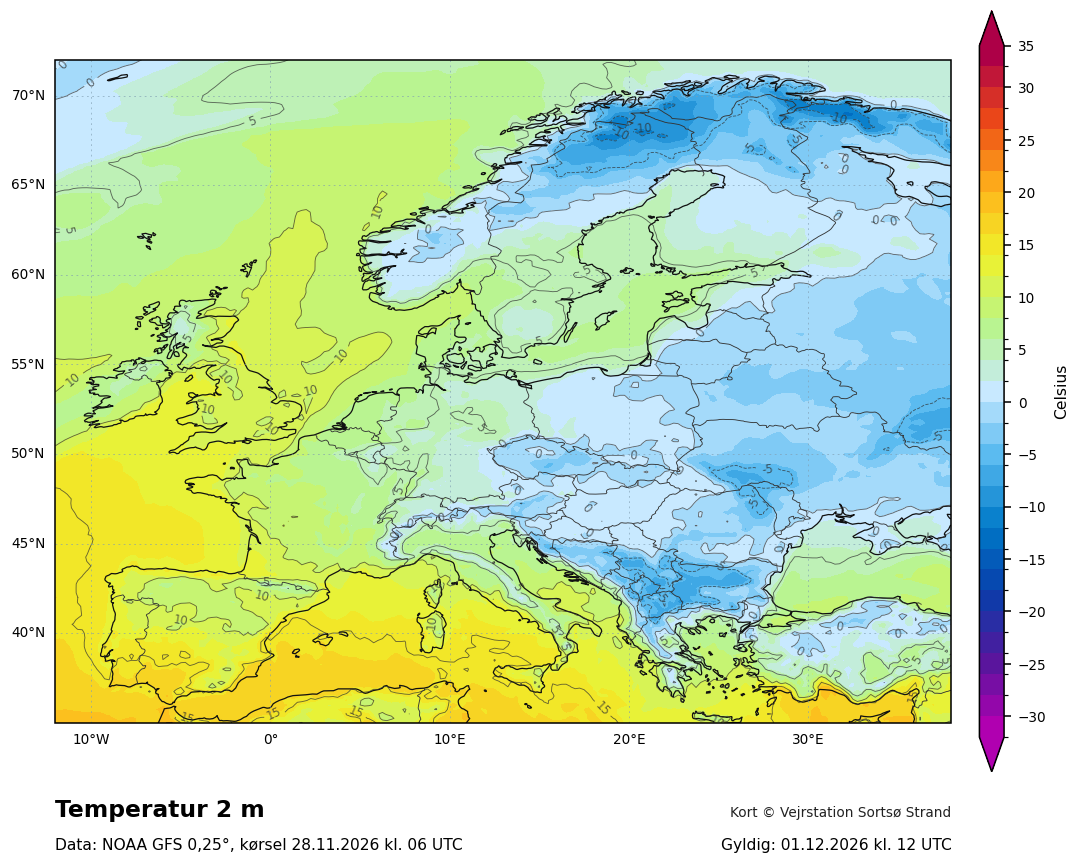 70°N
65°N
60°N
55°N
50°N
45°N
40°N
10°W
0°
10°E
20°E
30°E
35
30
25
20
15
10
5
0
−5
−10
−15
−20
−25
−30
Celsius
Temperatur 2 m
Kort © Vejrstation Sortsø Strand
Data: NOAA GFS 0,25°, kørsel 28.11.2026 kl. 06 UTC
Gyldig: 01.12.2026 kl. 12 UTC